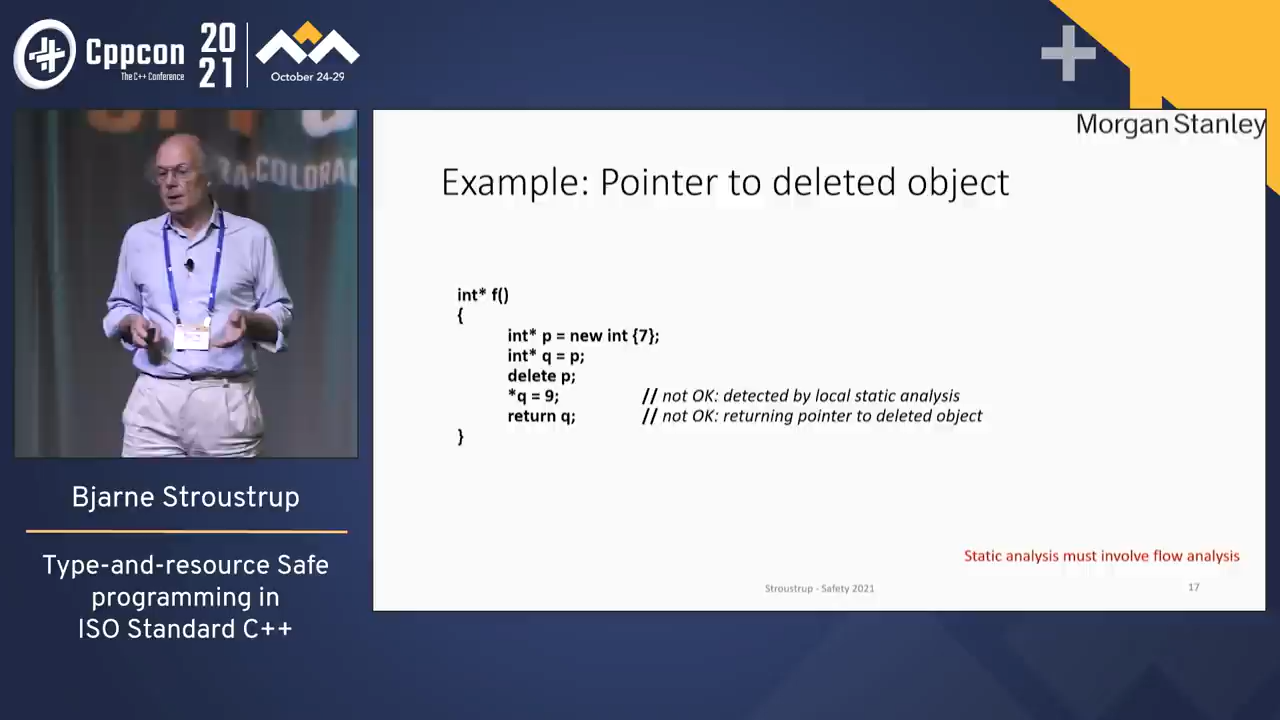 Cppcon
The C++ Conference
20
21
October 24-29
RA-COLORA
Morgan Stanley
Example: Pointer to deleted object
int* f()
{
int* p = new int {7};
int* q = p;
delete p;
*q = 9; // not OK: detected by local static analysis
return q; // not OK: returning pointer to deleted object
}
Static analysis must involve flow analysis
Stroustrup - Safety 2021
17
Bjarne Stroustrup
Type-and-resource Safe
programming in
ISO Standard C++